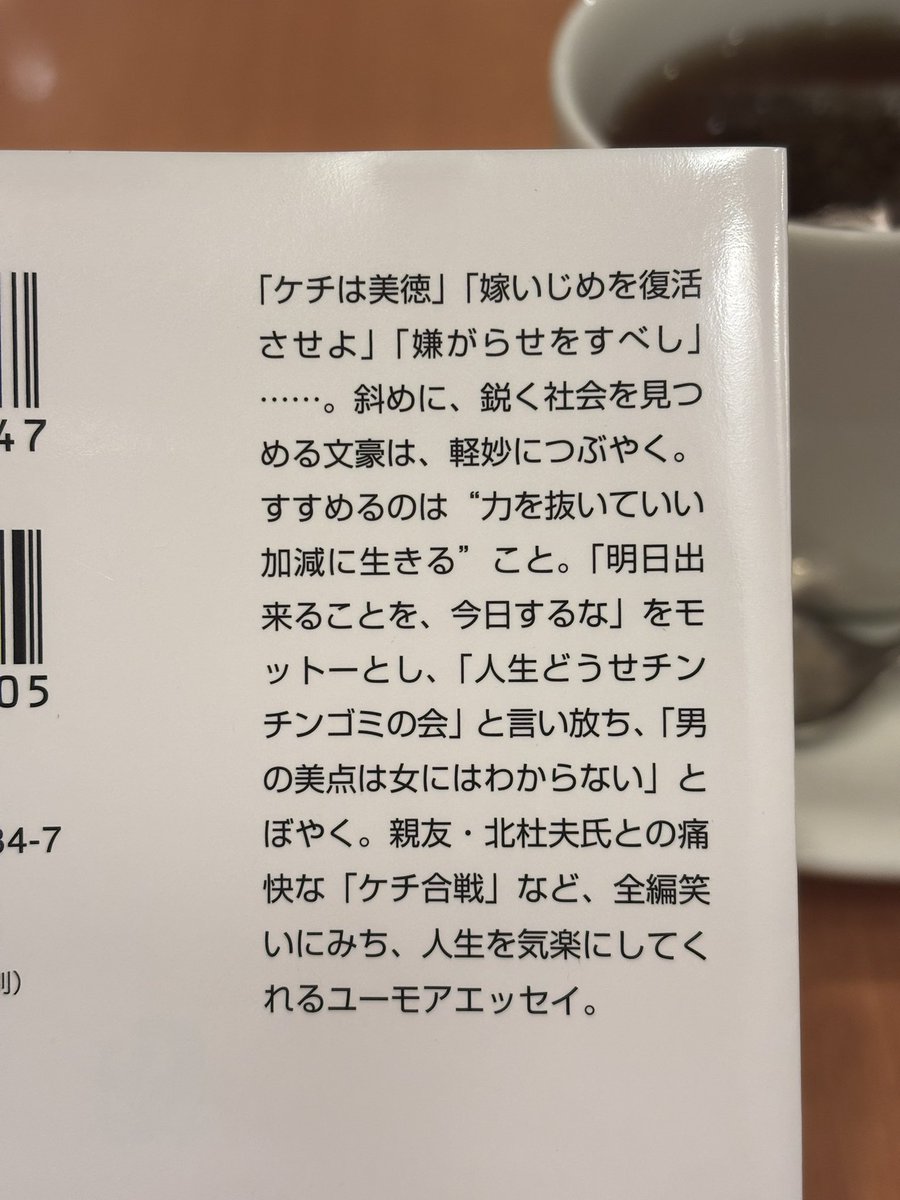 「ケチは美徳」「嫁いじめを復活
させよ」「嫌がらせをすべし」
……。斜めに、鋭く社会を見つ
める文豪は、軽妙につぶやく。
すすめるのは“力を抜いていい
加減に生きる”こと。「明日出
来ることを、今日するな」をモ
ットーとし、「人生どうせチン
チンゴミの会」と言い放ち、「男
の美点は女にはわからない」と
ぼやく。親友・北杜夫氏との痛
快な「ケチ合戦」など、全編笑
いにみち、人生を気楽にしてく
れるユーモアエッセイ。
47
05
34-7